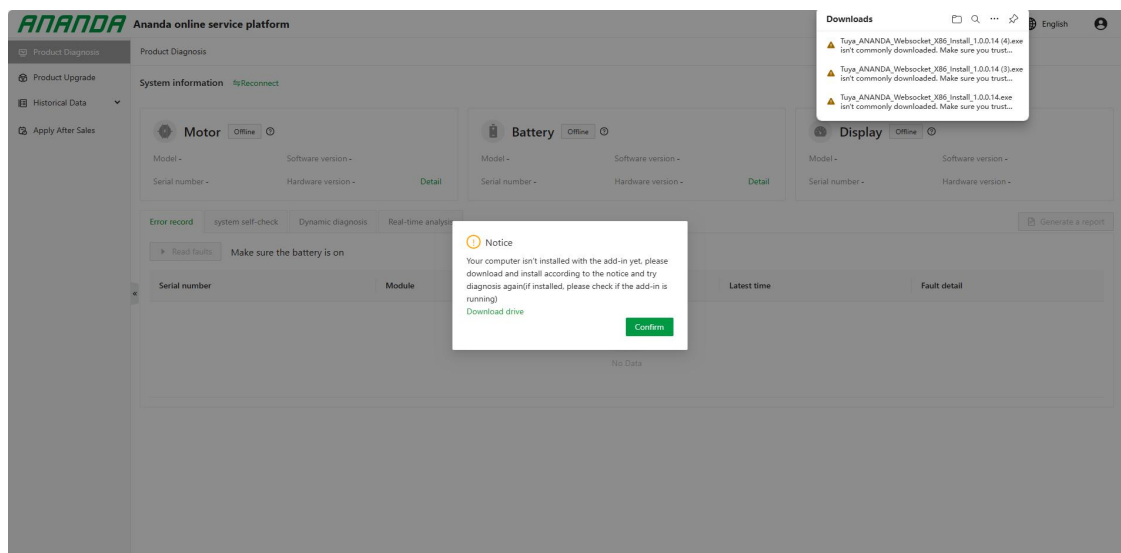 ANANDA Ananda online service platform
English
Downloads
Tuya_ANANDA_Websocket_X86_Install_1.0.0.14 (4).exe
isn't commonly downloaded. Make sure you trust...
Tuya_ANANDA_Websocket_X86_Install_1.0.0.14 (3).exe
isn't commonly downloaded. Make sure you trust...
Tuya_ANANDA_Websocket_X86_Install_1.0.0.14.exe
isn't commonly downloaded. Make sure you trust...
Product Diagnosis
Product Upgrade
Historical Data
Apply After Sales
Product Diagnosis
System information Reconnect
Motor Offline
Model - Software version -
Serial number - Hardware version - Detail
Battery Offline
Model - Software version -
Serial number - Hardware version - Detail
Display Offline
Model - Software version -
Serial number - Hardware version -
Error record system self-check Dynamic diagnosis Real-time analysis Generate a report
Read faults Make sure the battery is on
Serial number Module Latest time Fault detail
No Data
Notice
Your computer isn't installed with the add-in yet, please
download and install according to the notice and try
diagnosis again(if installed, please check if the add-in is
running)
Download drive
Confirm